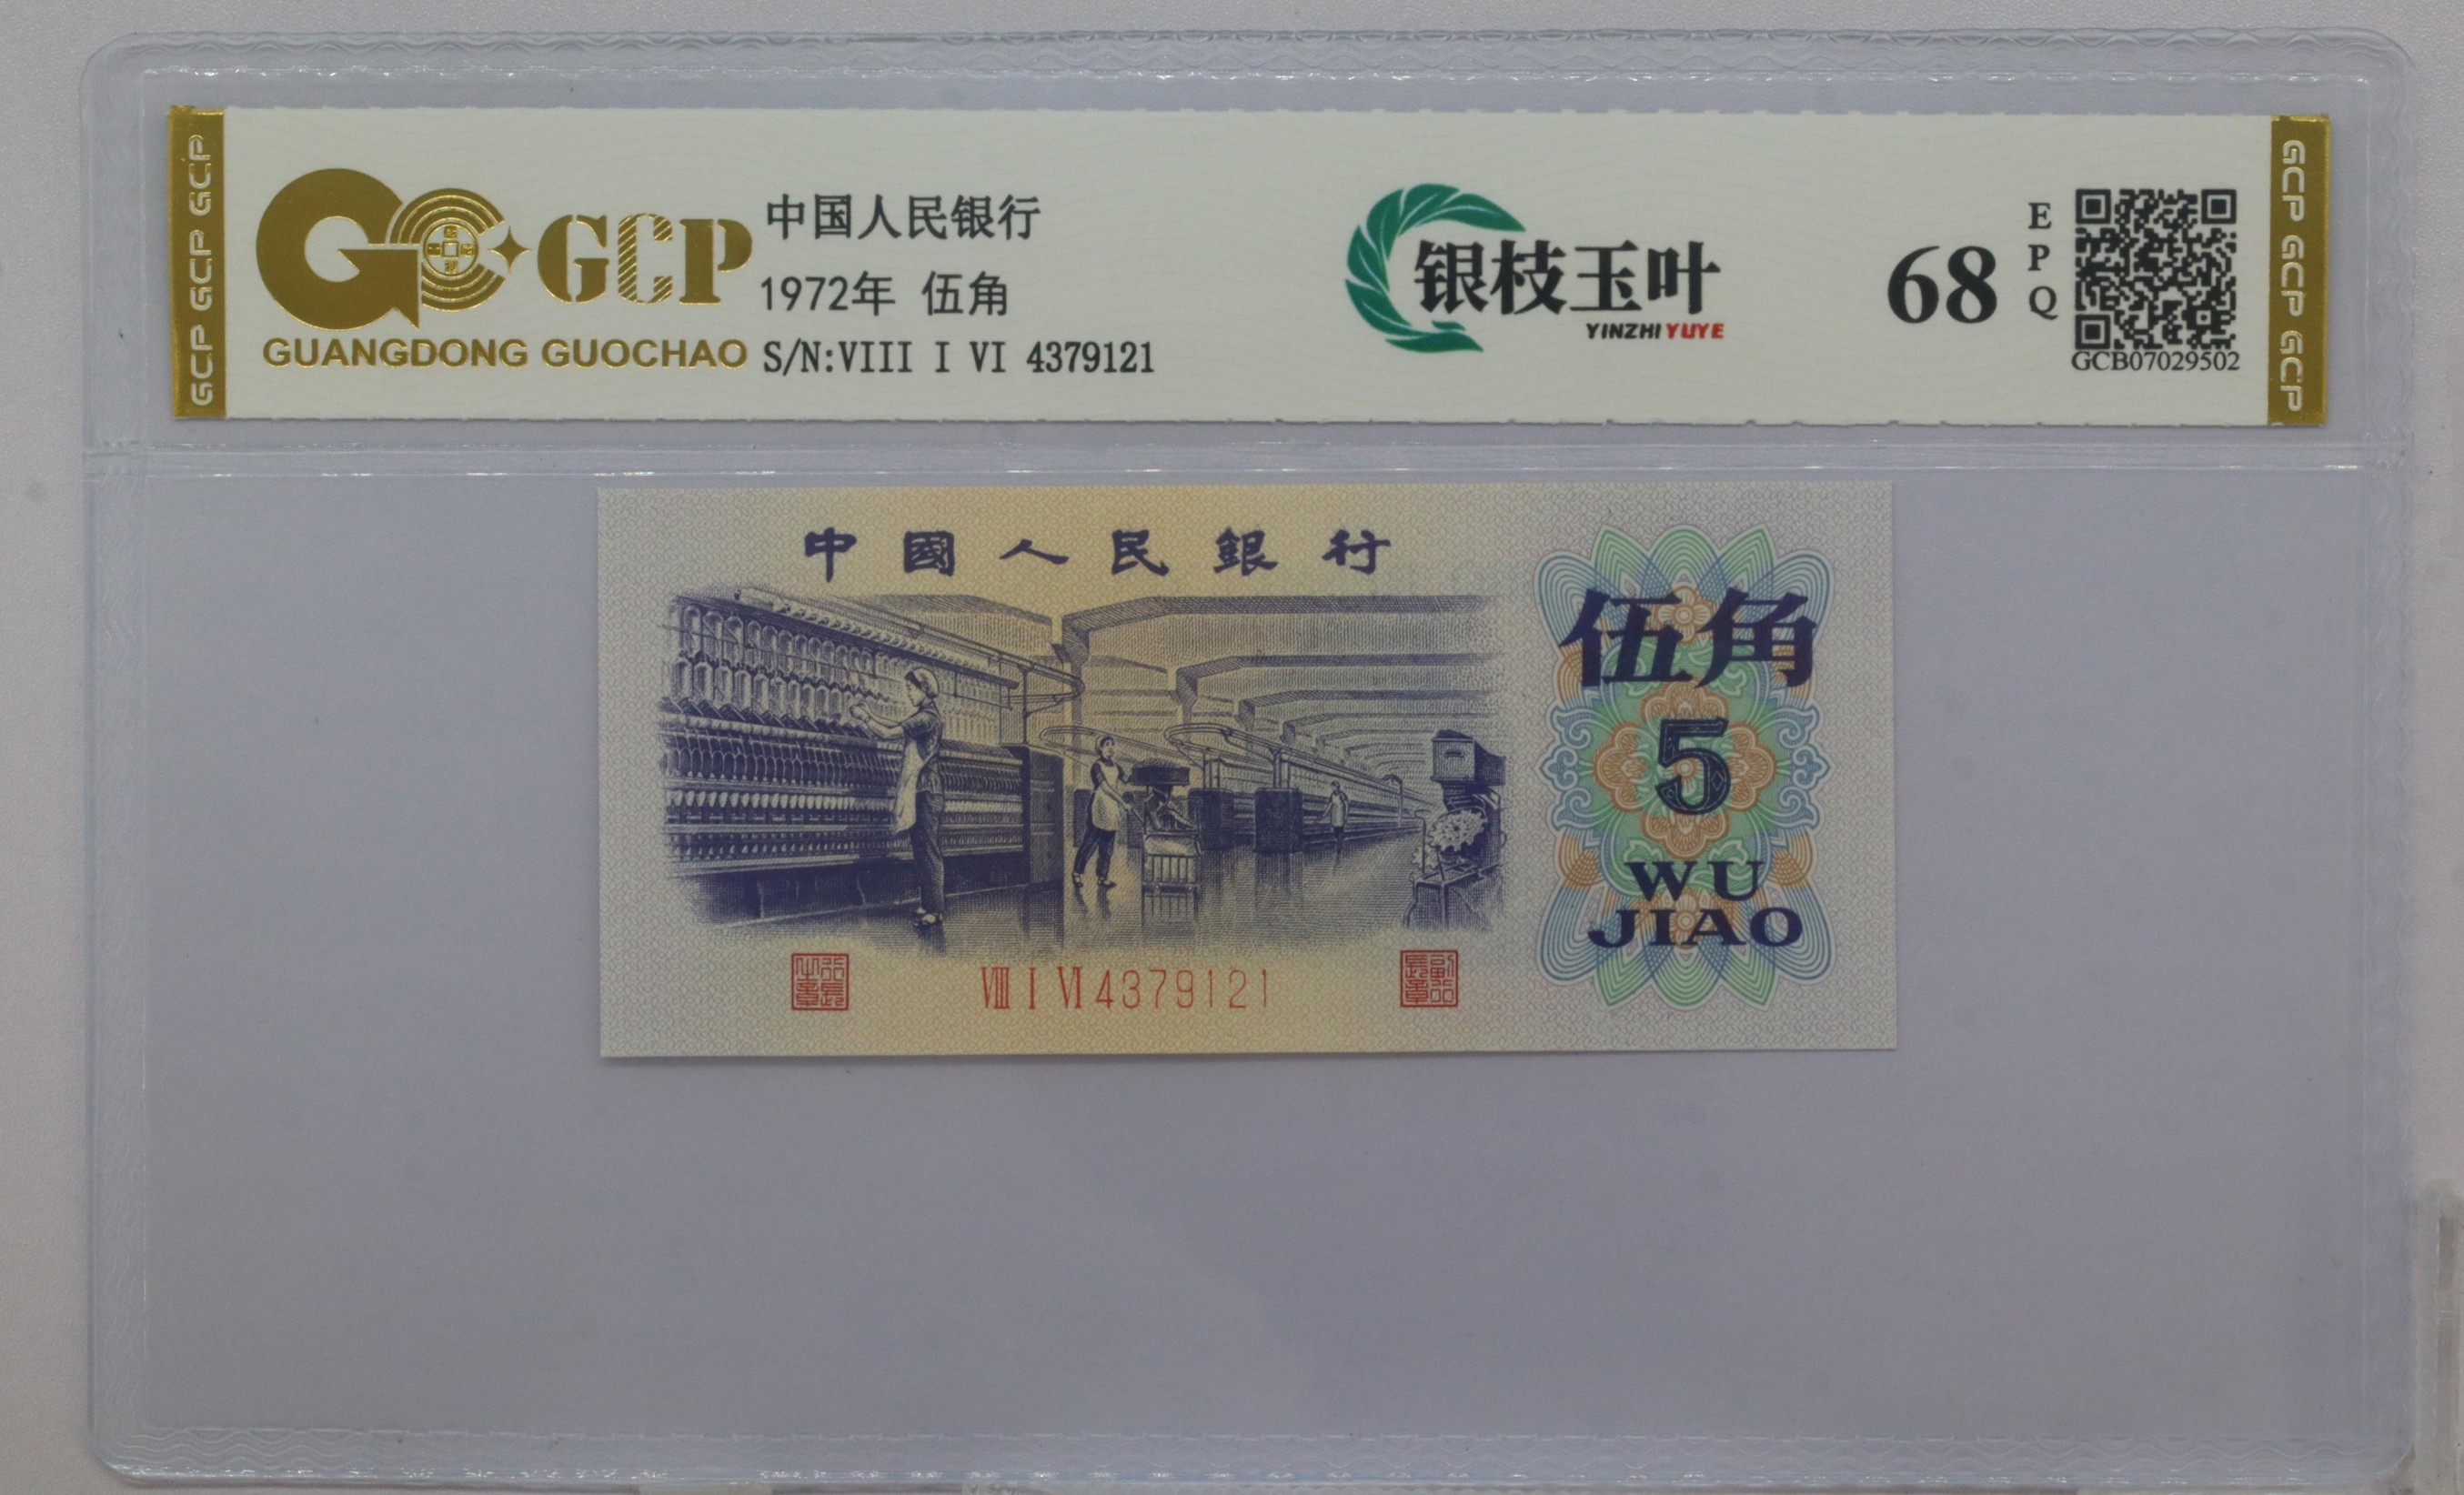 GCP GCP GCP
GCP
GUANGDONG GUOCHAO
中国人民银行
1972年 伍角
S/N:VIII I VI 4379121
银枝玉叶
YINZHI YUYE
68
EPQ
GCB07029502
GCP GCP GCP
中國人民銀行
伍角
5
WU
JIAO
VIII I VI 4379121